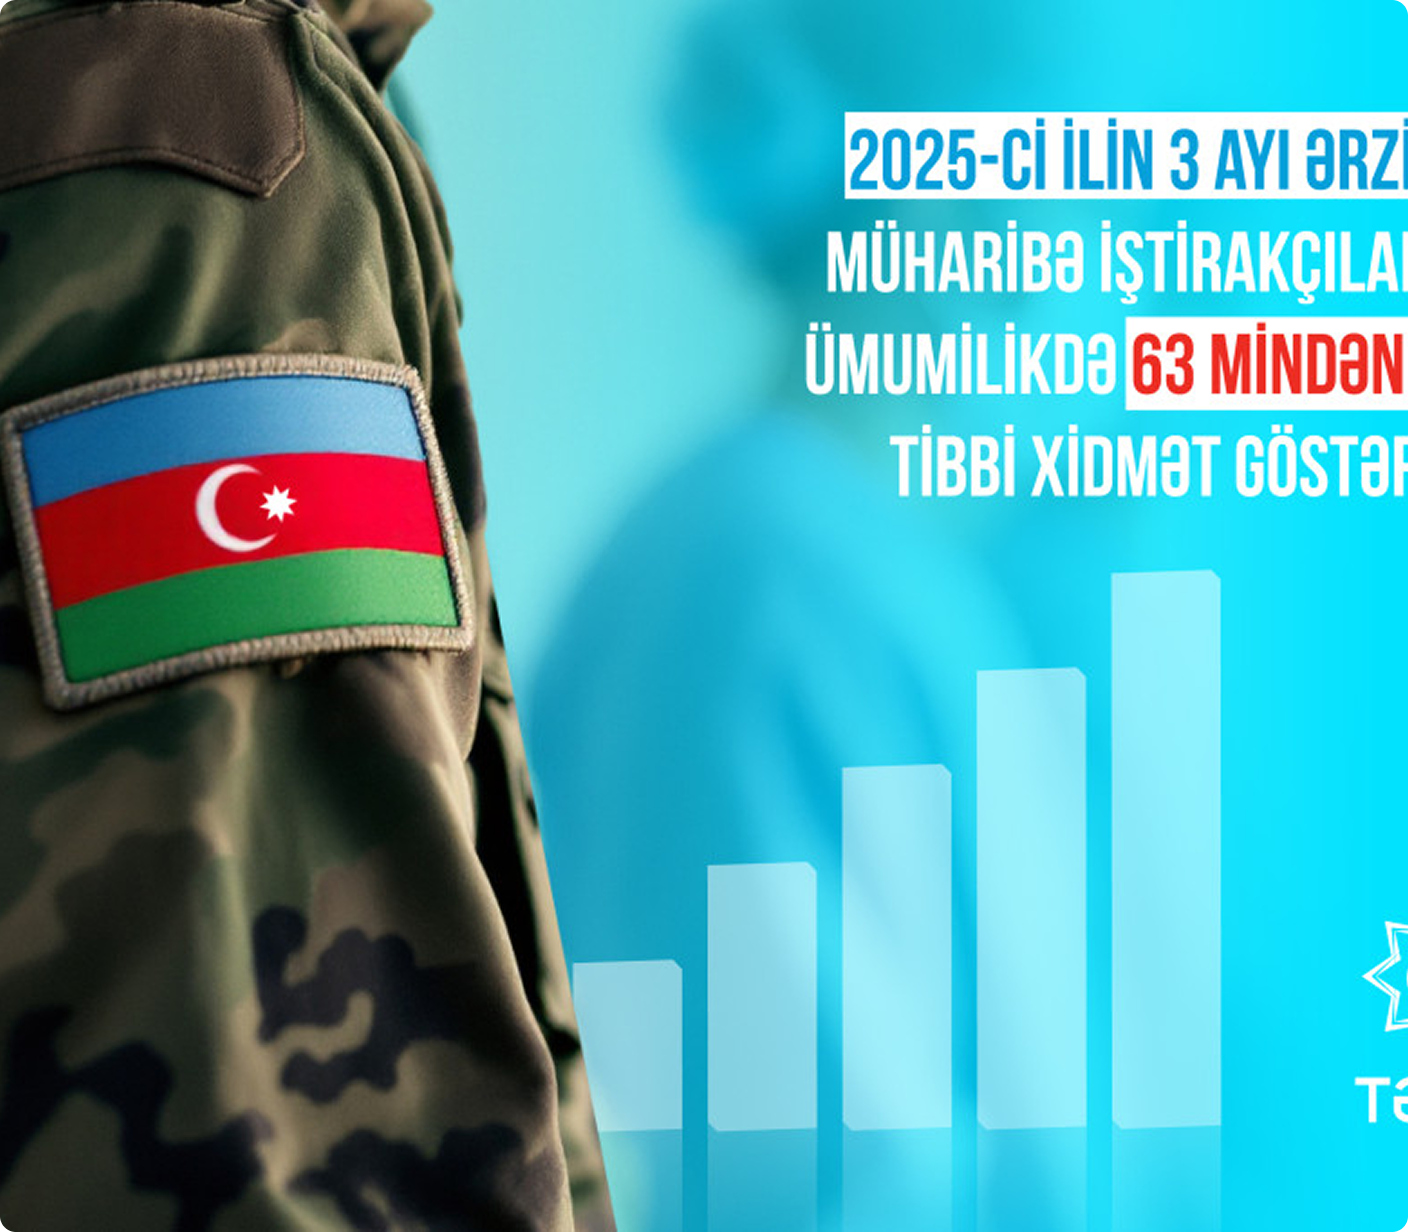 2025-Cİ İLİN 3 AYI ƏRZİ
MÜHARİBƏ İŞTİRAKÇILA
ÜMUMİLİKDƏ 63 MİNDƏN
TİBBİ XİDMƏT GÖSTƏR
TƏ